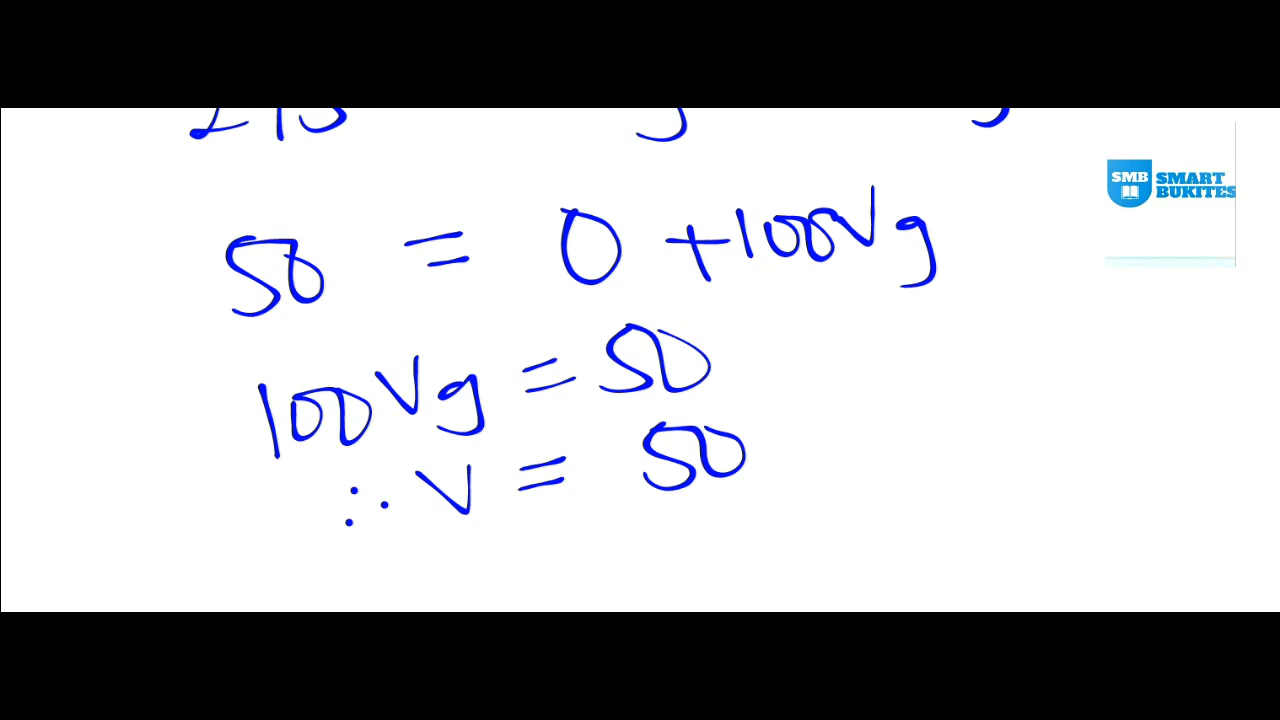 SMB SMART
BUKITES
50 = 0 + 100Vg
100Vg = 50
∴ V = 50